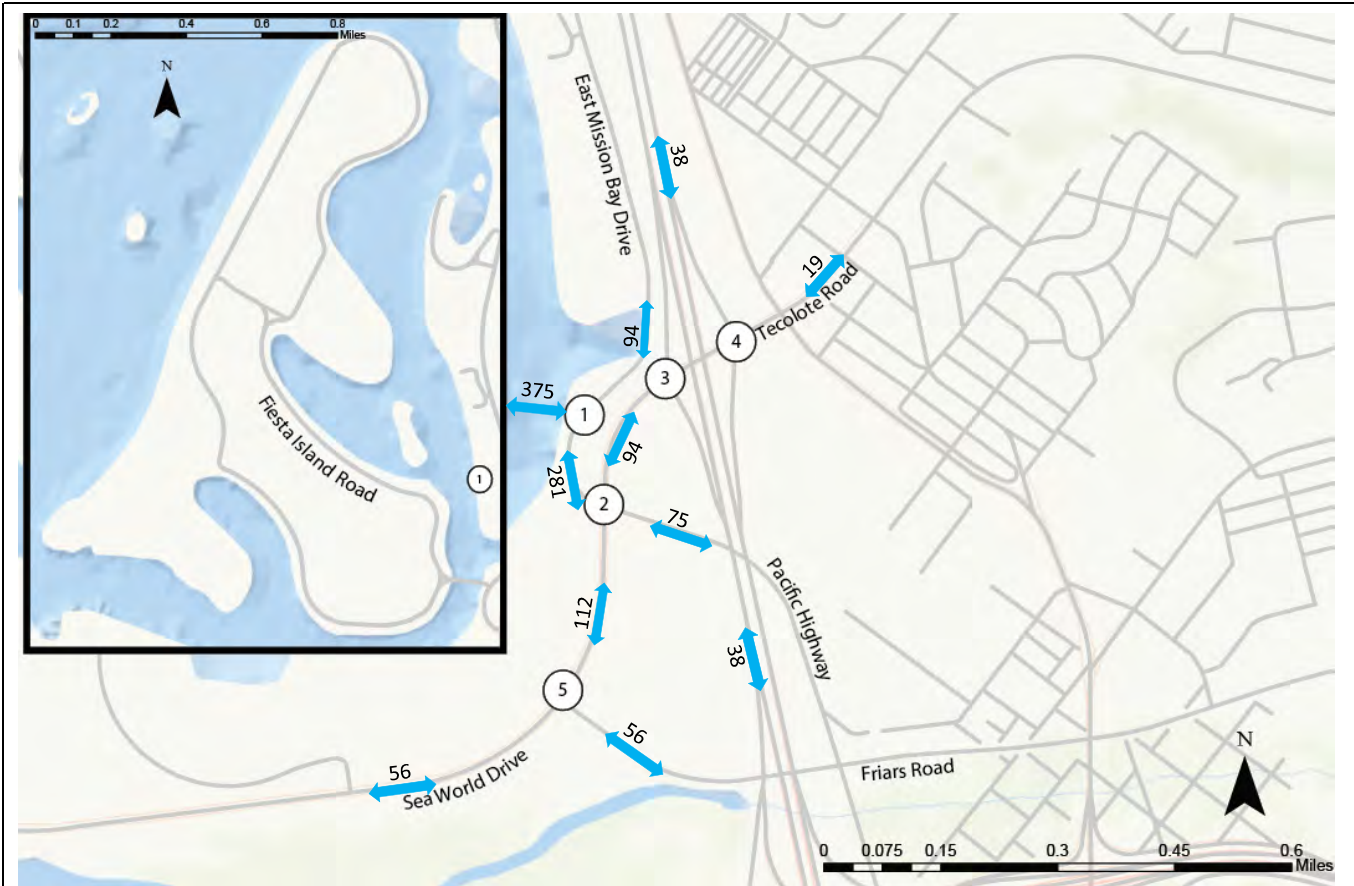 0 0.1 0.2 0.4 0.6 0.8
Miles
N
Fiesta Island Road
1
East Mission Bay Drive
38
19
Tecolote Road
94
4
3
375
1
94
281
2
75
Pacific Highway
112
38
5
56
56
Sea World Drive
Friars Road
N
0 0.075 0.15 0.3 0.45 0.6
Miles